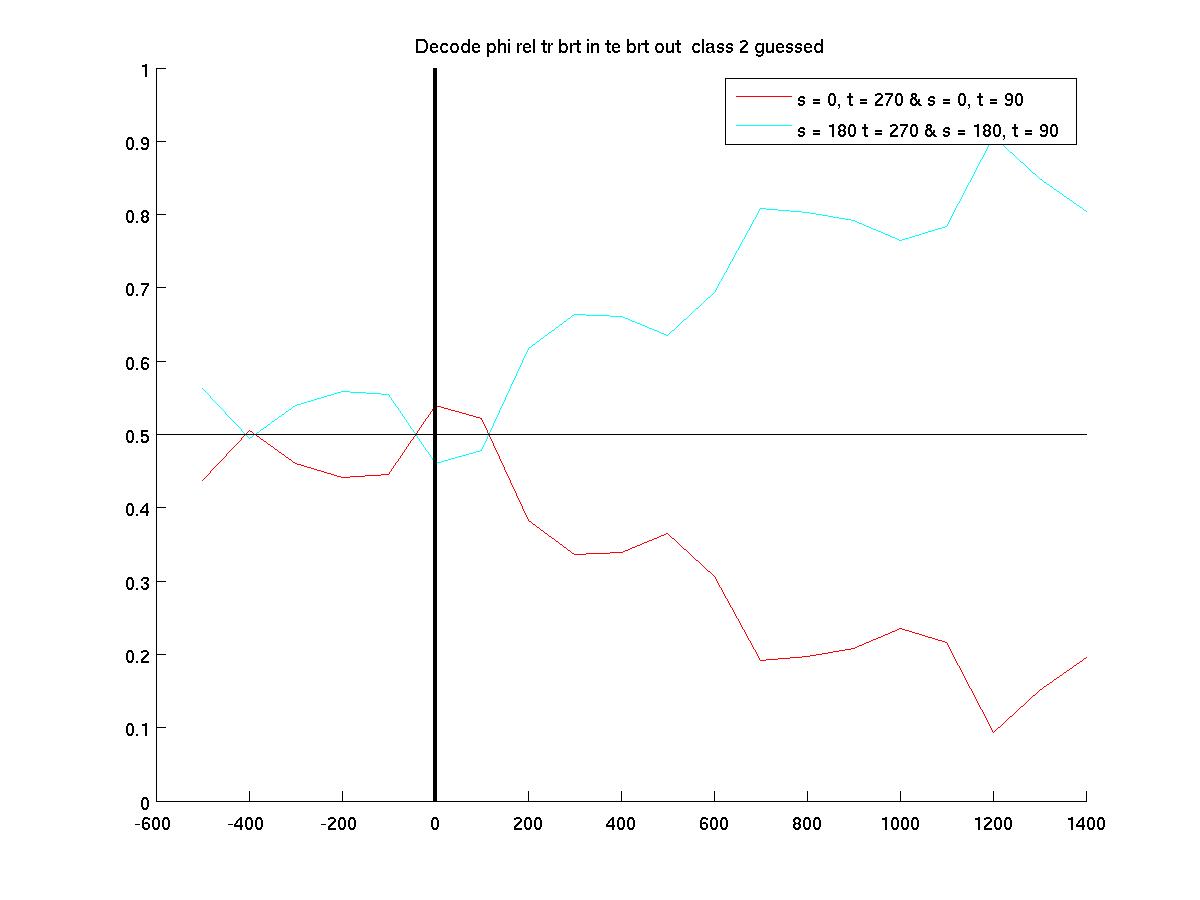 Decode phi rel tr brt in te brt out  class 2 guessed
s = 0, t = 270 & s = 0, t = 90
s = 180 t = 270 & s = 180, t = 90
1
0.9
0.8
0.7
0.6
0.5
0.4
0.3
0.2
0.1
0
-600 -400 -200 0 200 400 600 800 1000 1200 1400